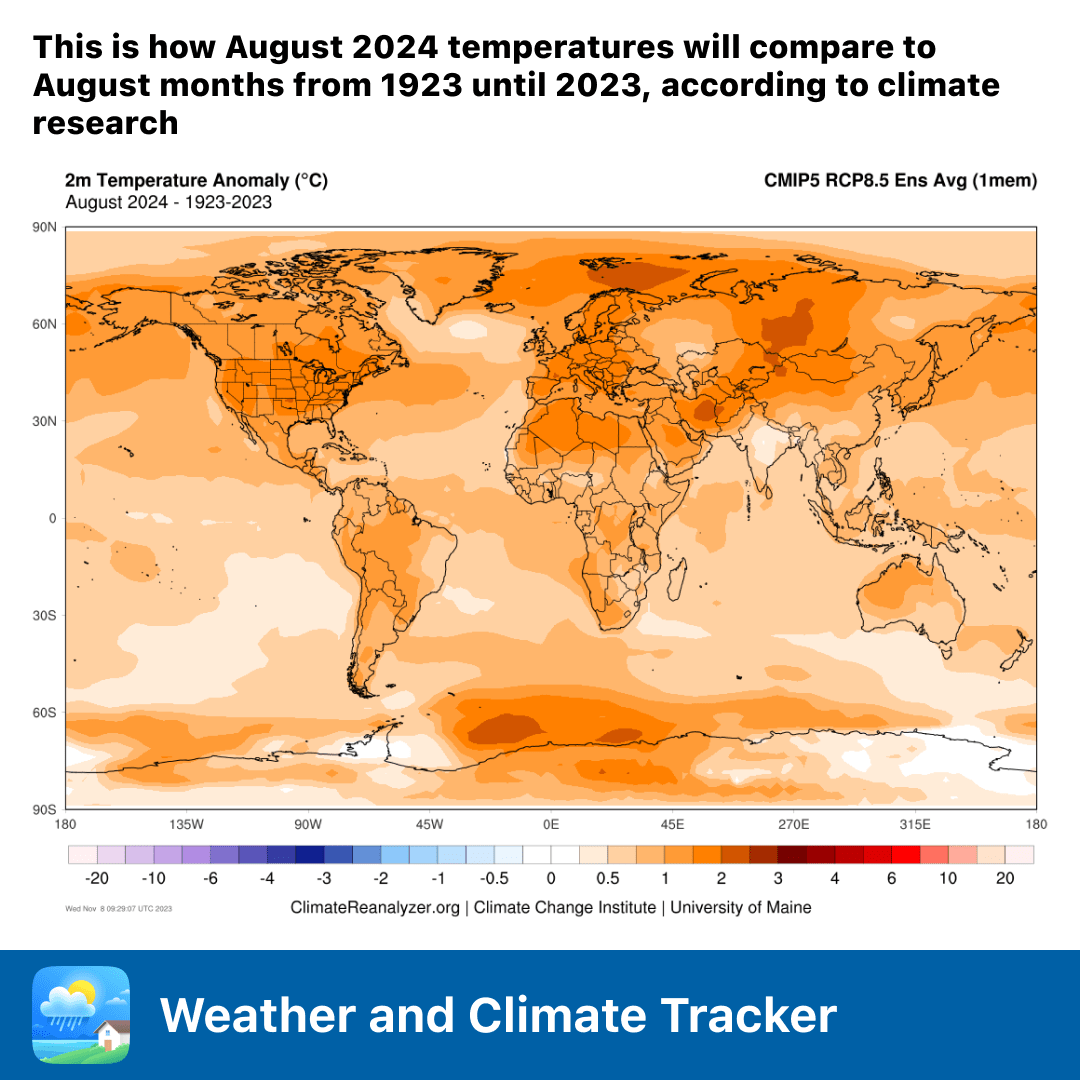 This is how August 2024 temperatures will compare to
August months from 1923 until 2023, according to climate
research
2m Temperature Anomaly (°C)
CMIP5 RCP8.5 Ens Avg (1mem)
August 2024 - 1923-2023
90N
60N
30N
0
30S
60S
90S
180 135W 90W 45W 0E 45E 270E 315E 180
-20 -10 -6 -4 -3 -2 -1 -0.5 0 0.5 1 2 3 4 6 10 20
Wed Nov 8 09:29:07 UTC 2023
ClimateReanalyzer.org | Climate Change Institute | University of Maine
Weather and Climate Tracker